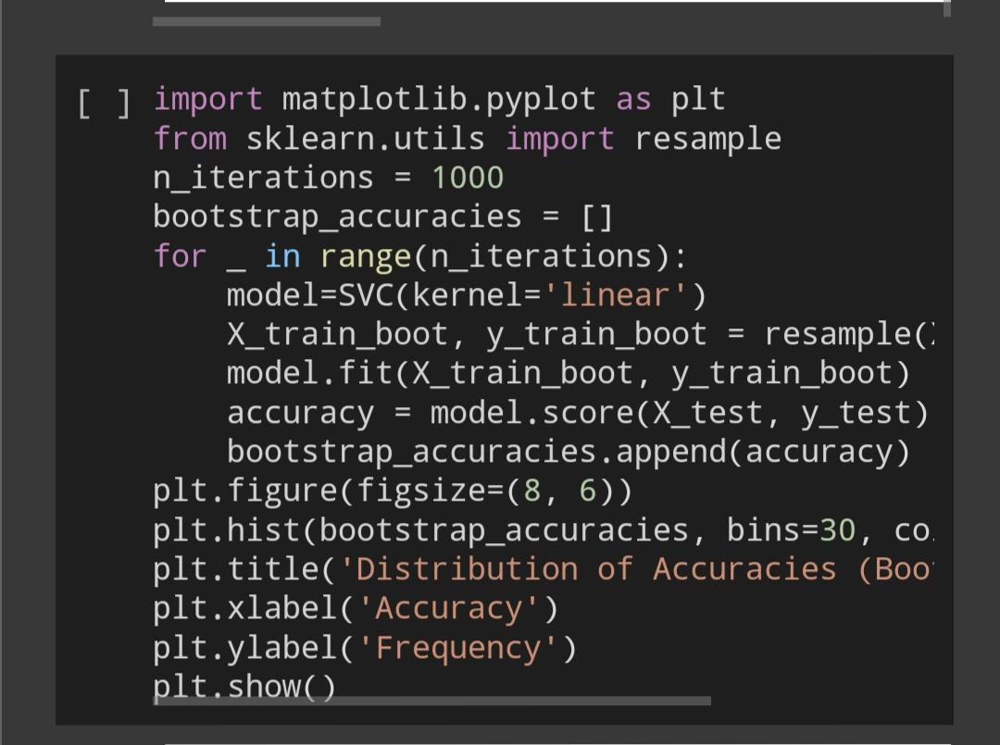 [ ] import matplotlib.pyplot as plt
from sklearn.utils import resample
n_iterations = 1000
bootstrap_accuracies = []
for _ in range(n_iterations):
    model=SVC(kernel='linear')
    X_train_boot, y_train_boot = resample(
    model.fit(X_train_boot, y_train_boot)
    accuracy = model.score(X_test, y_test)
    bootstrap_accuracies.append(accuracy)
plt.figure(figsize=(8, 6))
plt.hist(bootstrap_accuracies, bins=30, co
plt.title('Distribution of Accuracies (Boo
plt.xlabel('Accuracy')
plt.ylabel('Frequency')
plt.show()